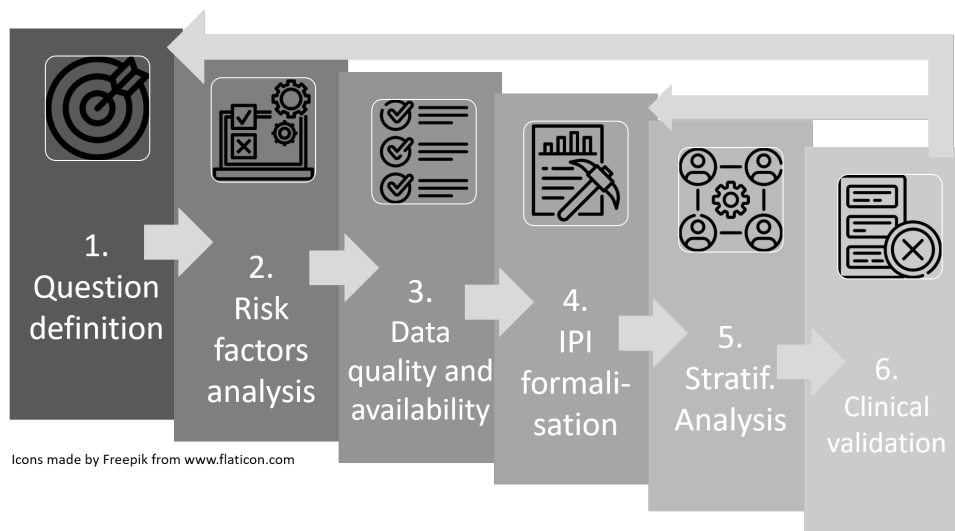 1.
Question
definition
2.
Risk
factors
analysis
3.
Data
quality and
availability
4.
IPI
formali-
sation
5.
Stratif.
Analysis
6.
Clinical
validation
Icons made by Freepik from www.flaticon.com